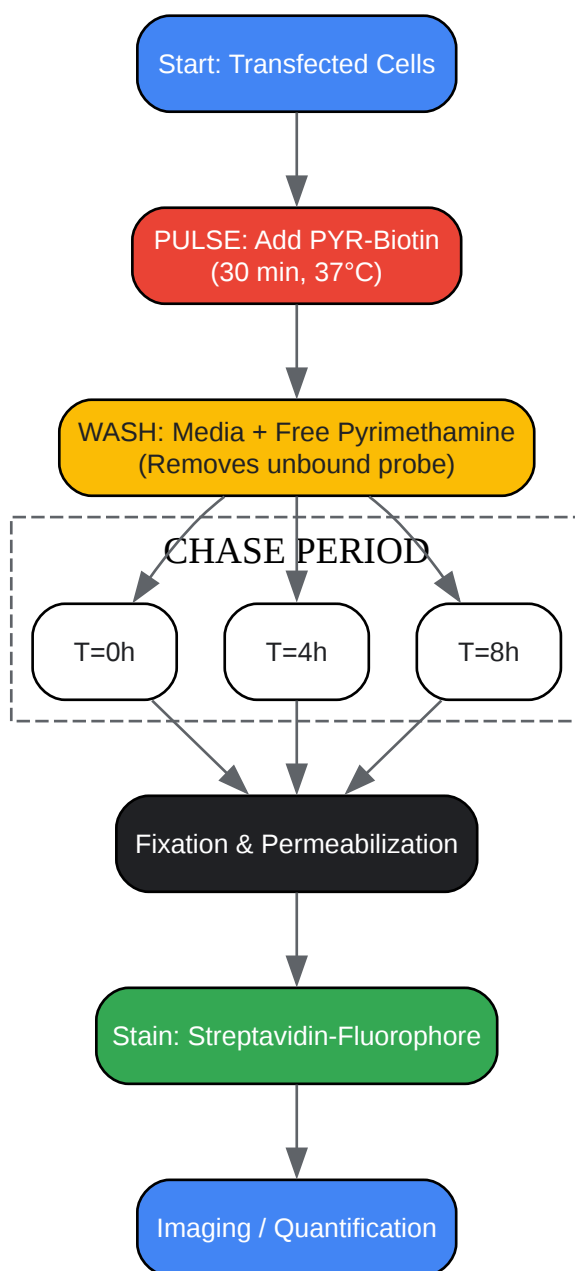 Start: Transfected Cells
PULSE: Add PYR-Biotin
(30 min, 37°C)
WASH: Media + Free Pyrimethamine
(Removes unbound probe)
CHASE PERIOD
T=0h
T=4h
T=8h
Fixation & Permeabilization
Stain: Streptavidin-Fluorophore
Imaging / Quantification